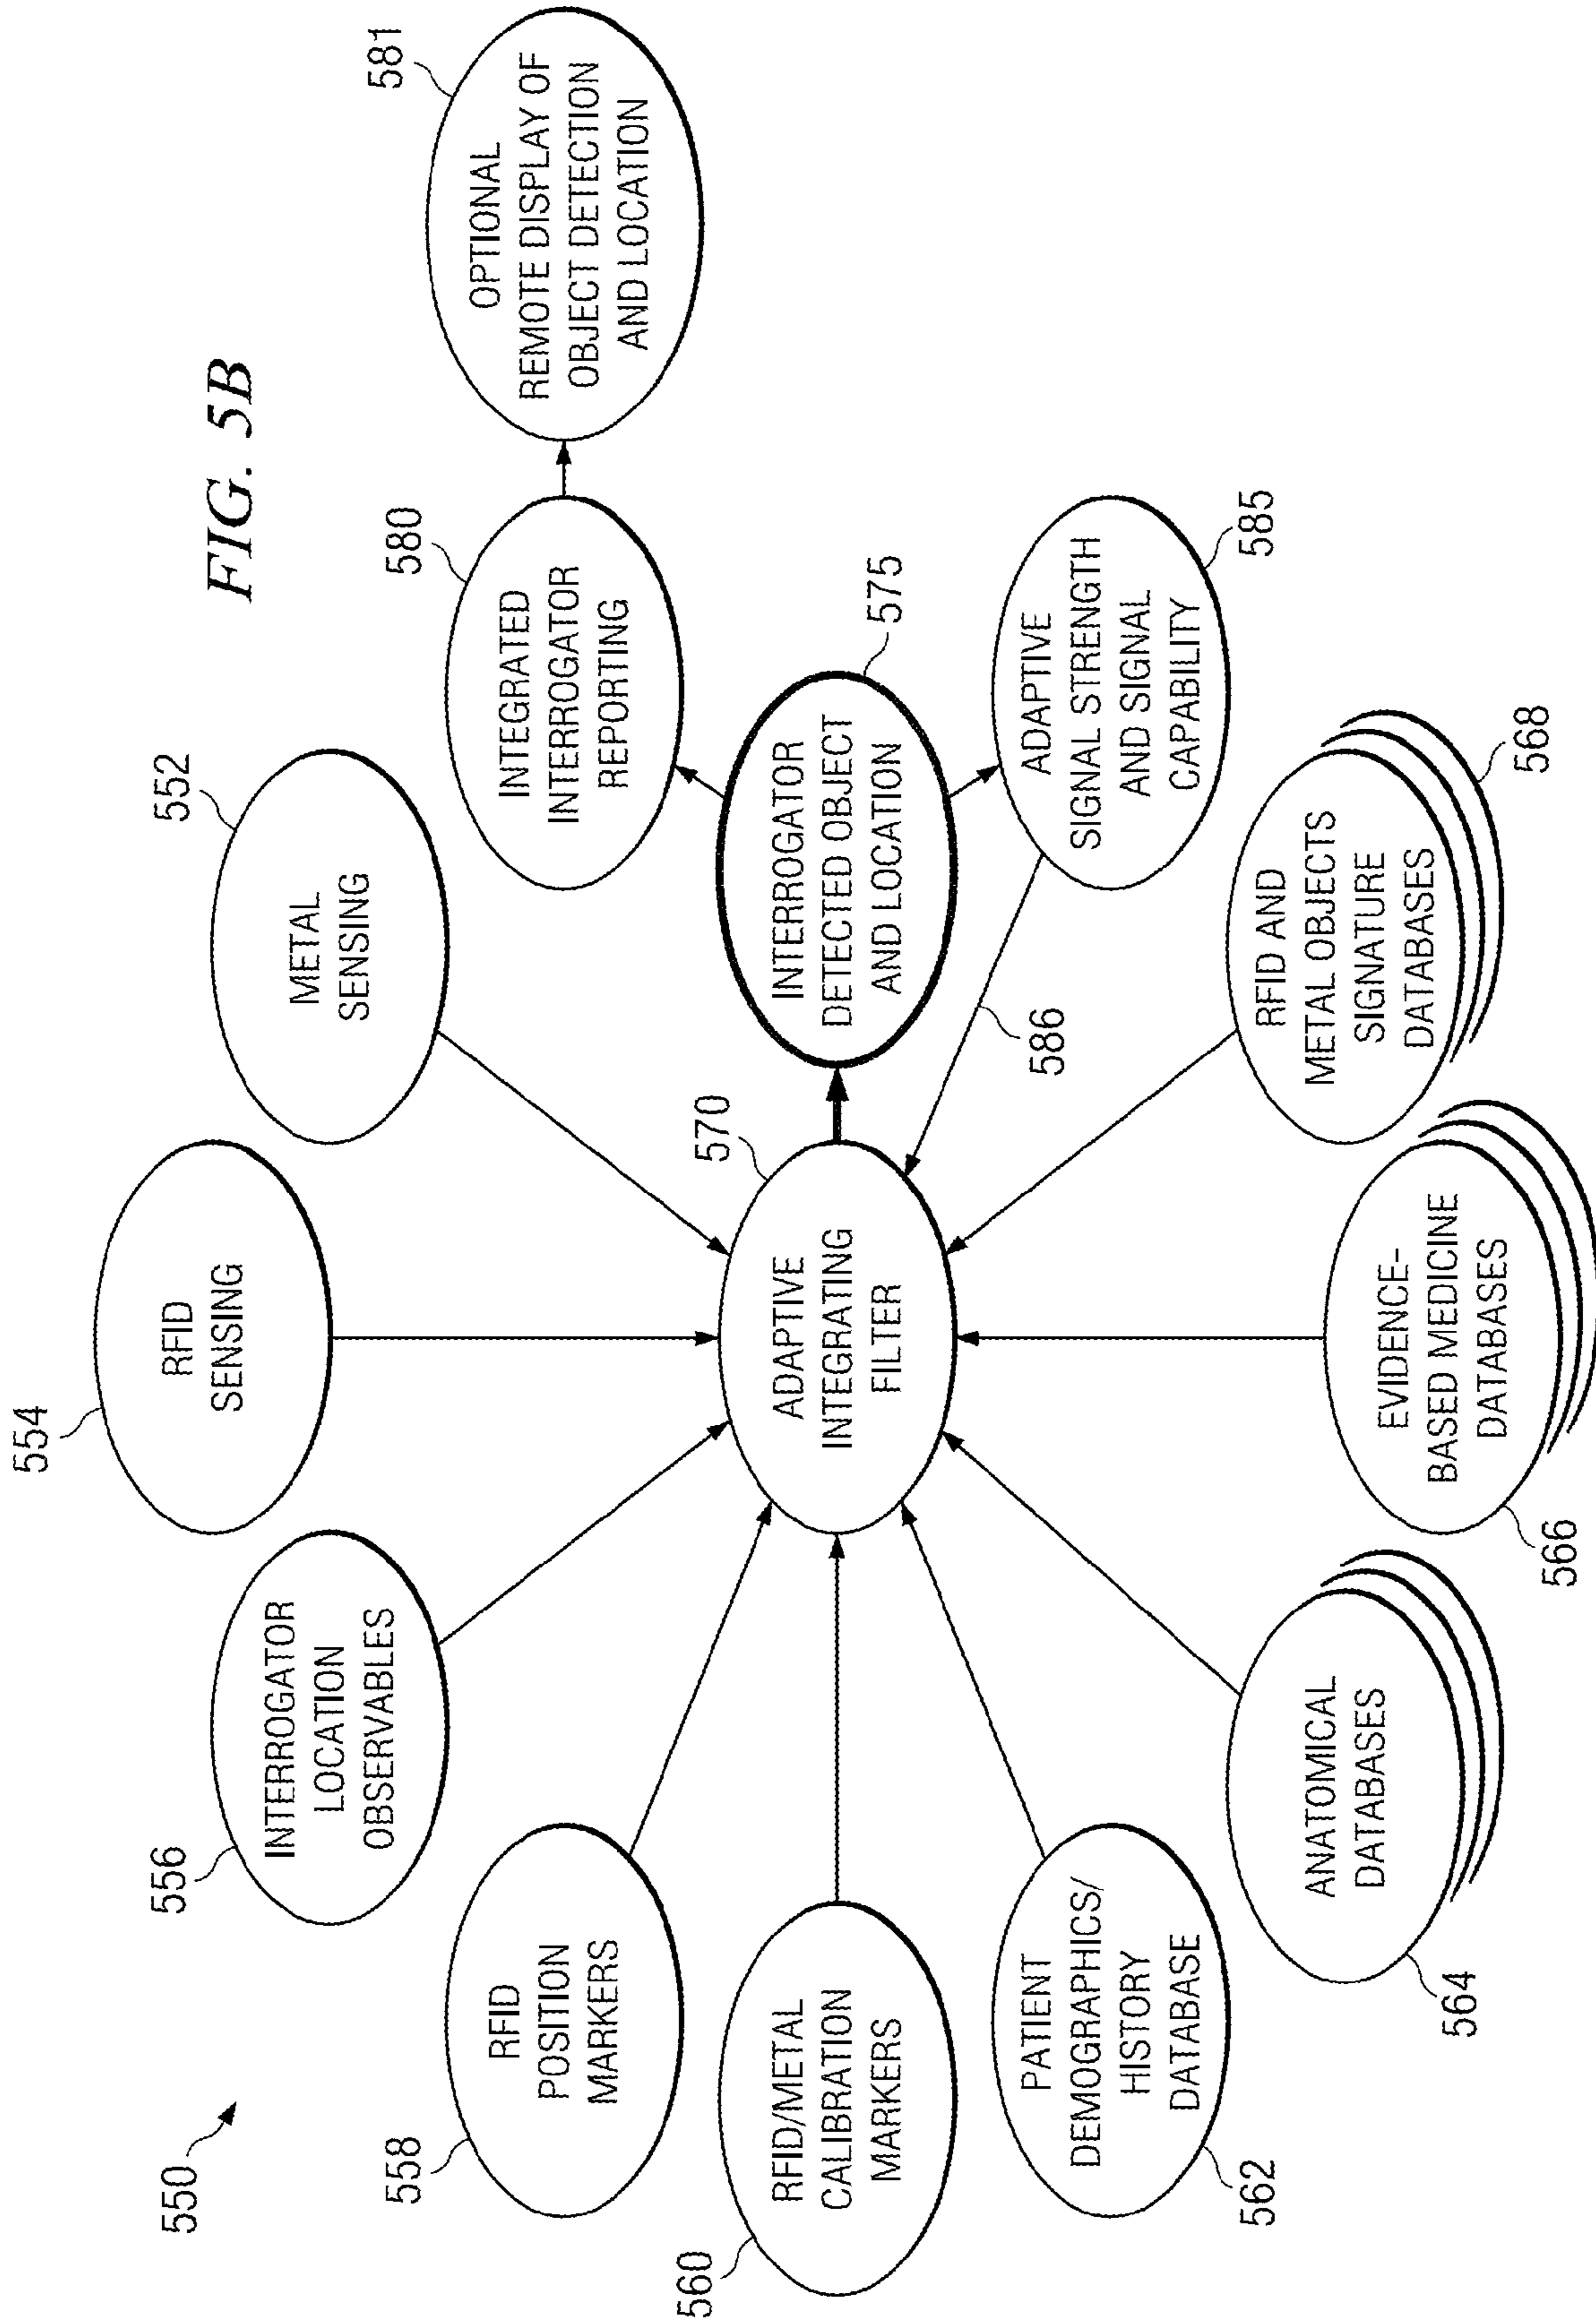 FIG. 5B
550
552
METAL
SENSING
554
RFID
SENSING
556
INTERROGATOR
LOCATION
OBSERVABLES
558
RFID
POSITION
MARKERS
560
RFID/METAL
CALIBRATION
MARKERS
562
PATIENT
DEMOGRAPHICS/
HISTORY
DATABASE
564
ANATOMICAL
DATABASES
566
EVIDENCE-
BASED MEDICINE
DATABASES
568
RFID AND
METAL OBJECTS
SIGNATURE
DATABASES
570
ADAPTIVE
INTEGRATING
FILTER
575
INTERROGATOR
DETECTED OBJECT
AND LOCATION
580
INTEGRATED
INTERROGATOR
REPORTING
581
OPTIONAL
REMOTE DISPLAY OF
OBJECT DETECTION
AND LOCATION
585
ADAPTIVE
SIGNAL STRENGTH
AND SIGNAL
CAPABILITY
586